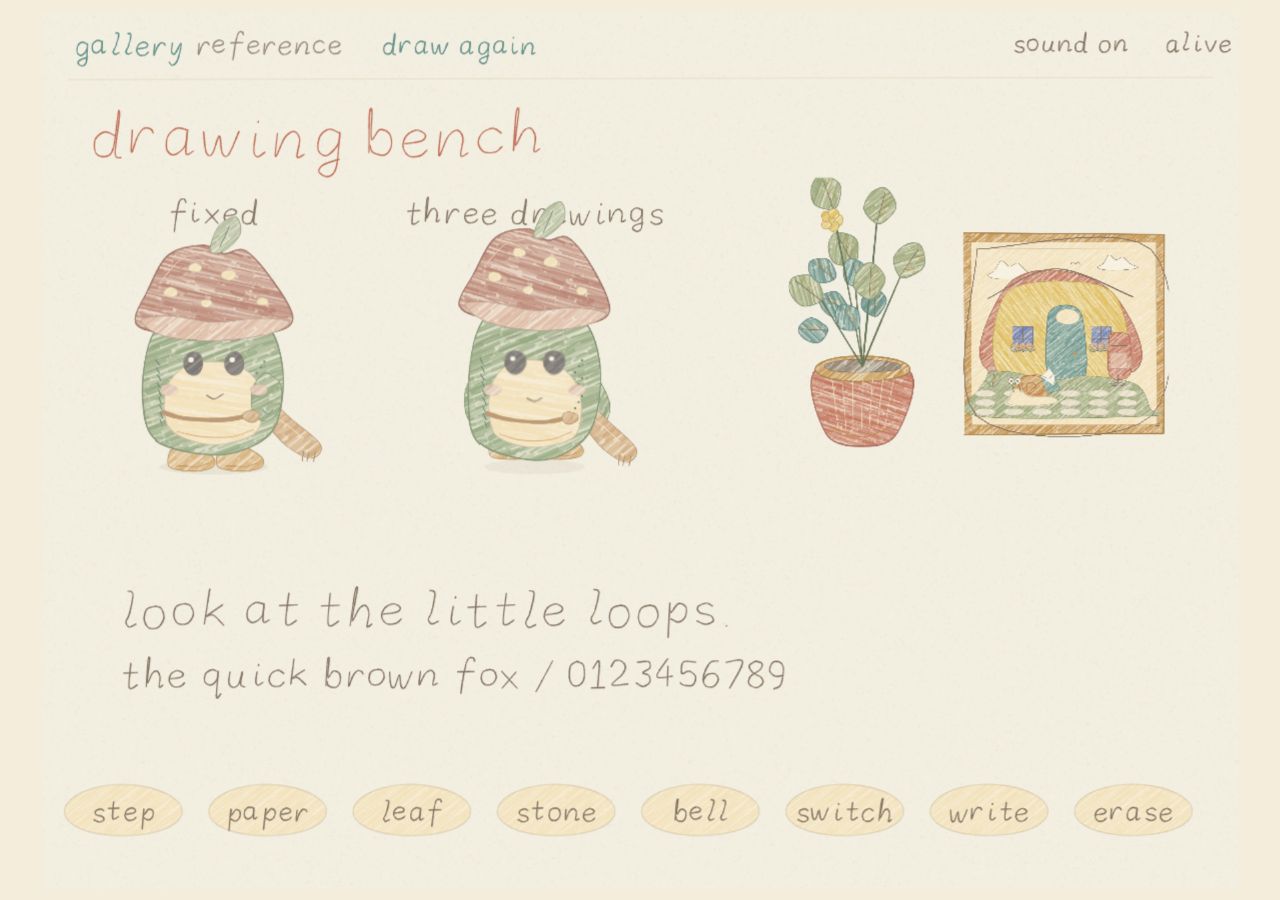 gallery reference draw again sound on alive
drawing bench
fixed three drawings
look at the little loops.
the quick brown fox / 0123456789
step paper leaf stone bell switch write erase